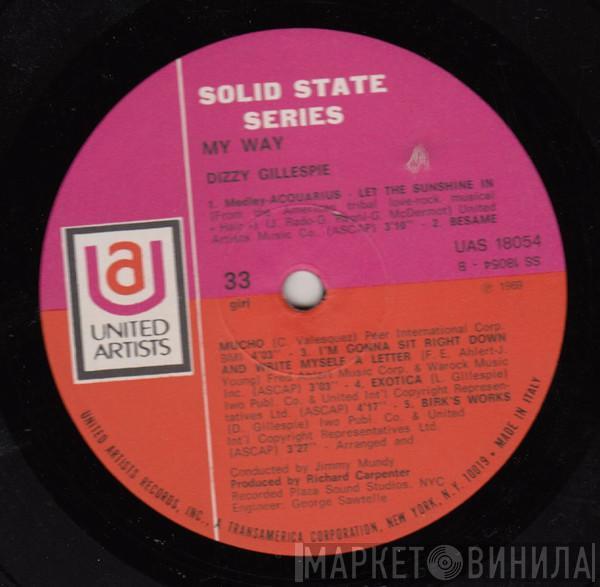 SOLID STATE
SERIES
MY WAY
DIZZY GILLESPIE
1. Medley-ACQUARIUS - LET THE SUNSHINE IN
(From the American tribal love-rock musical
« Hair ») (J. Rado-G. Ragni-G. McDermot) United
Artists Music Co. (ASCAP) 3'10" - 2. BESAME
UAS 18054
SS 18054 - B
33
giri
℗ 1969
UNITED
ARTISTS
MUCHO (C. Valesquez) Peer International Corp.
BMI 4'03" - 3. I'M GONNA SIT RIGHT DOWN
AND WRITE MYSELF A LETTER (F. E. Ahlert-J.
Young) Fred Music Corp. & Warock Music
Inc. (ASCAP) 3'03" - 4. EXOTICA (L. Gillespie)
Iwo Publ. Co. & United Int'l Copyright Represen-
tatives Ltd. (ASCAP) 4'17" - 5. BIRK'S WORKS
(D. Gillespie) Iwo Publ. Co. & United
Int'l Copyright Representatives Ltd.
(ASCAP) 3'27" - Arranged and
Conducted by Jimmy Mundy
Produced by Richard Carpenter
Recorded Plaza Sound Studios, NYC
Engineer: George Sawtelle
UNITED ARTISTS RECORDS, INC., A TRANSAMERICA CORPORATION, NEW YORK, N.Y. 10019 • MADE IN ITALY
МАРКЕТ ВИНИЛА